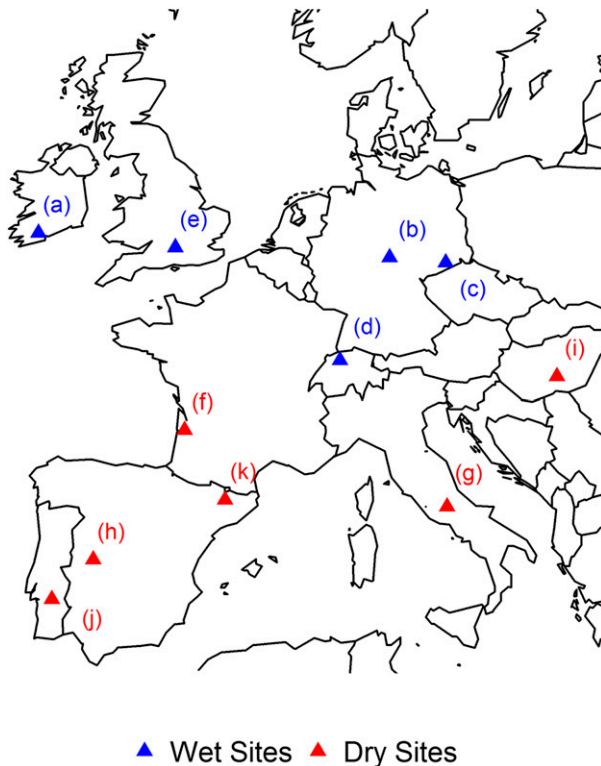 (a)
(e)
(b)
(c)
(d)
(i)
(f)
(k)
(g)
(h)
(j)
Wet Sites Dry Sites